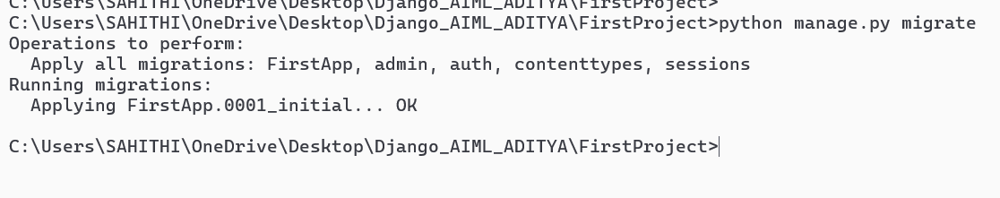 C:\Users\SAHITHI\OneDrive\Desktop\Django_AIML_ADITYA\FirstProject>
C:\Users\SAHITHI\OneDrive\Desktop\Django_AIML_ADITYA\FirstProject>python manage.py migrate
Operations to perform:
  Apply all migrations: FirstApp, admin, auth, contenttypes, sessions
Running migrations:
  Applying FirstApp.0001_initial... OK
C:\Users\SAHITHI\OneDrive\Desktop\Django_AIML_ADITYA\FirstProject>